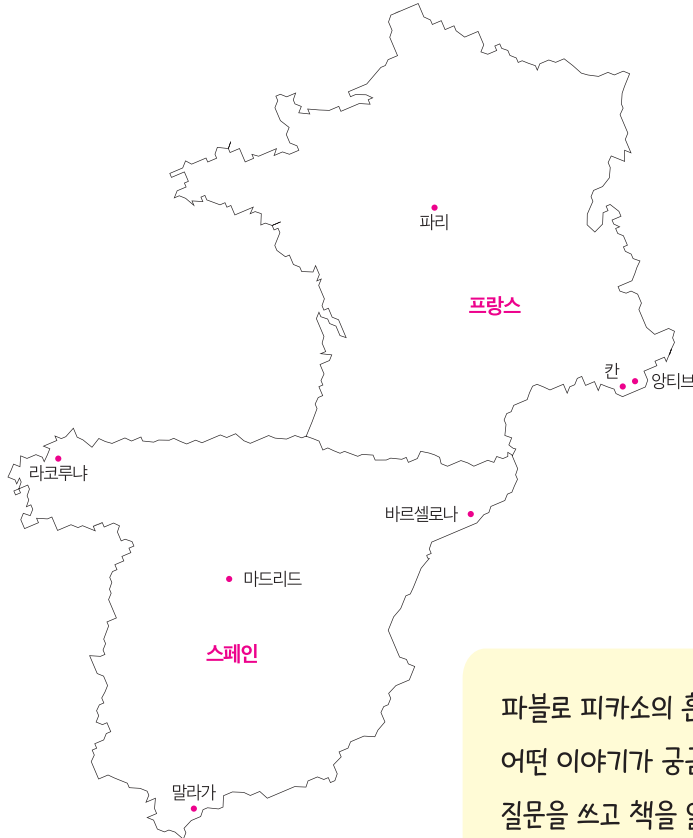 파리
프랑스
칸
앙티브
라코루냐
바르셀로나
마드리드
스페인
말라가
파블로 피카소의
어떤 이야기가
질문을 쓰고 책을